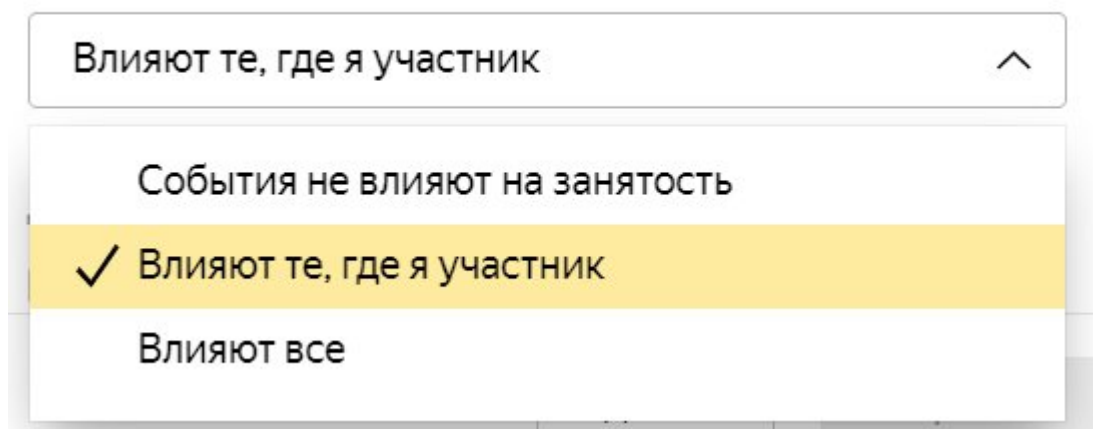 Влияют те, где я участник
События не влияют на занятость
Влияют те, где я участник
Влияют все